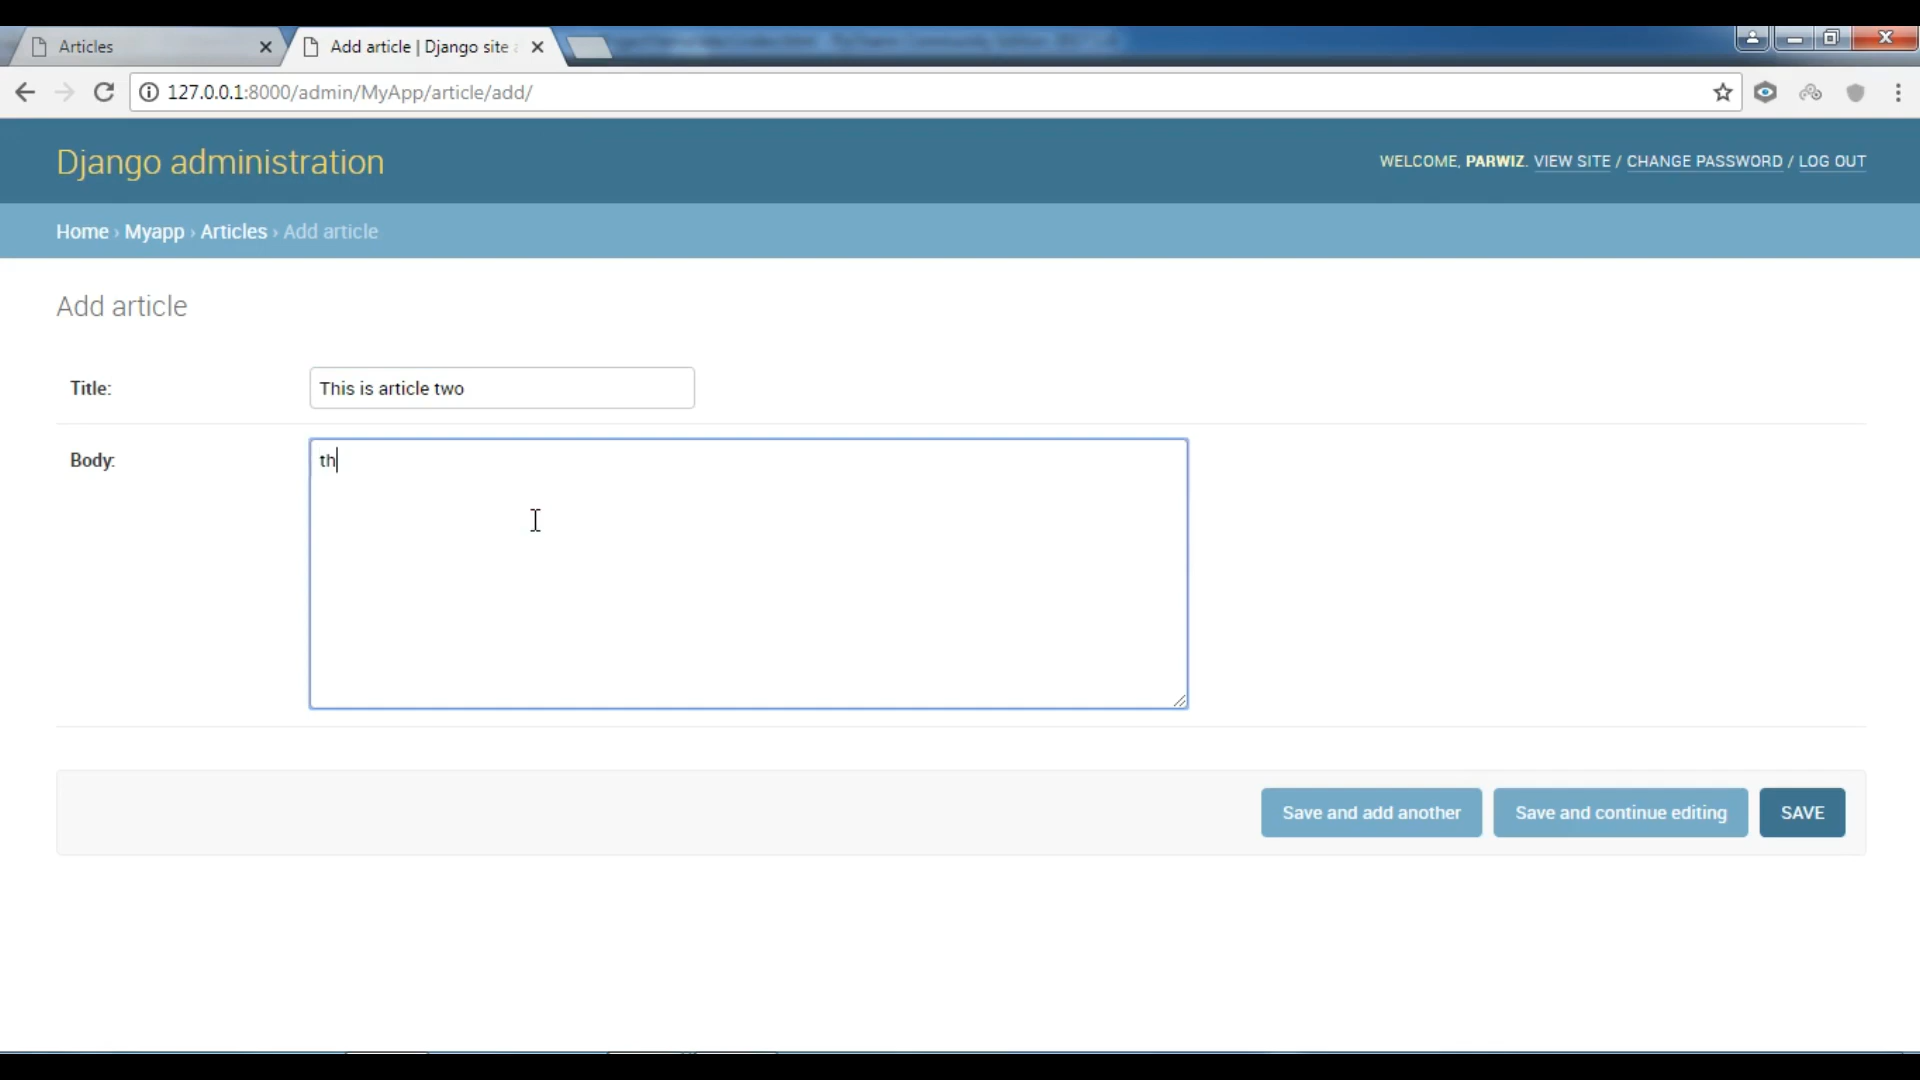 Articles
Add article | Django site
127.0.0.1:8000/admin/MyApp/article/add/
Django administration
WELCOME, PARWIZ. VIEW SITE / CHANGE PASSWORD / LOG OUT
Home › Myapp › Articles › Add article
Add article
Title:
This is article two
Body:
th
Save and add another
Save and continue editing
SAVE